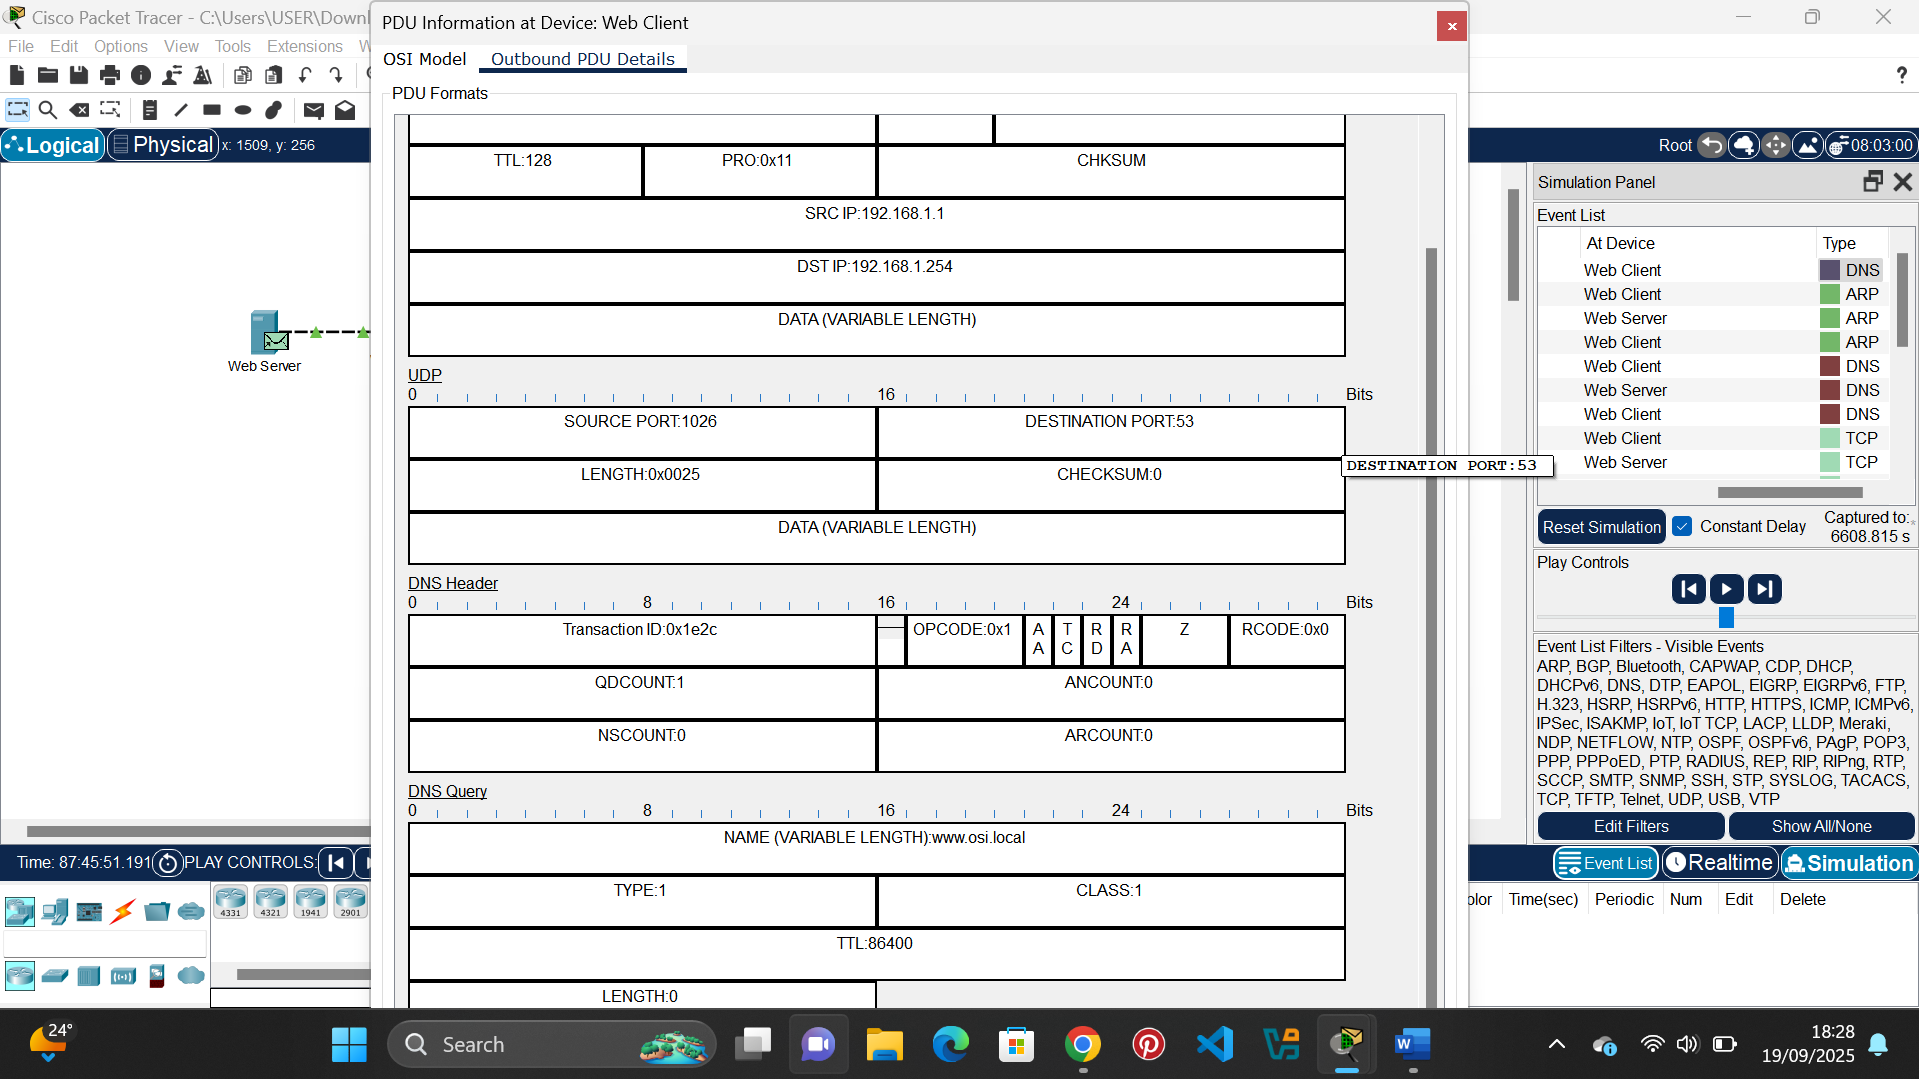 Cisco Packet Tracer - C:\Users\USER\Downl
PDU Information at Device: Web Client
File Edit Options View Tools Extensions W
OSI Model Outbound PDU Details
PDU Formats
Logical Physical x: 1509, y: 256
Root 08:03:00
TTL:128 PRO:0x11 CHKSUM
SRC IP:192.168.1.1
DST IP:192.168.1.254
DATA (VARIABLE LENGTH)
UDP
0 16 Bits
SOURCE PORT:1026 DESTINATION PORT:53
LENGTH:0x0025 CHECKSUM:0
DATA (VARIABLE LENGTH)
DESTINATION PORT:53
DNS Header
0 8 16 24 Bits
Transaction ID:0x1e2c OPCODE:0x1 AA TC RD RA Z RCODE:0x0
QDCOUNT:1 ANCOUNT:0
NSCOUNT:0 ARCOUNT:0
DNS Query
0 8 16 24 Bits
NAME (VARIABLE LENGTH):www.osi.local
TYPE:1 CLASS:1
TTL:86400
LENGTH:0
Web Server
Simulation Panel
Event List
At Device Type
Web Client DNS
Web Client ARP
Web Server ARP
Web Client ARP
Web Client DNS
Web Server DNS
Web Client DNS
Web Client TCP
Web Server TCP
Reset Simulation Constant Delay Captured to:
6608.815 s
Play Controls
Event List Filters - Visible Events
ARP, BGP, Bluetooth, CAPWAP, CDP, DHCP,
DHCPv6, DNS, DTP, EAPOL, EIGRP, EIGRPv6, FTP,
H.323, HSRP, HSRPv6, HTTP, HTTPS, ICMP, ICMPv6,
IPSec, ISAKMP, IoT, IoT TCP, LACP, LLDP, Meraki,
NDP, NETFLOW, NTP, OSPF, OSPFv6, PAgP, POP3,
PPP, PPPoED, PTP, RADIUS, REP, RIP, RIPng, RTP,
SCCP, SMTP, SNMP, SSH, STP, SYSLOG, TACACS,
TCP, TFTP, Telnet, UDP, USB, VTP
Edit Filters Show All/None
Time: 87:45:51.191 PLAY CONTROLS:
Event List Realtime Simulation
4331 4321 1941 2901
olor Time(sec) Periodic Num Edit Delete
24°
Search
18:28
19/09/2025